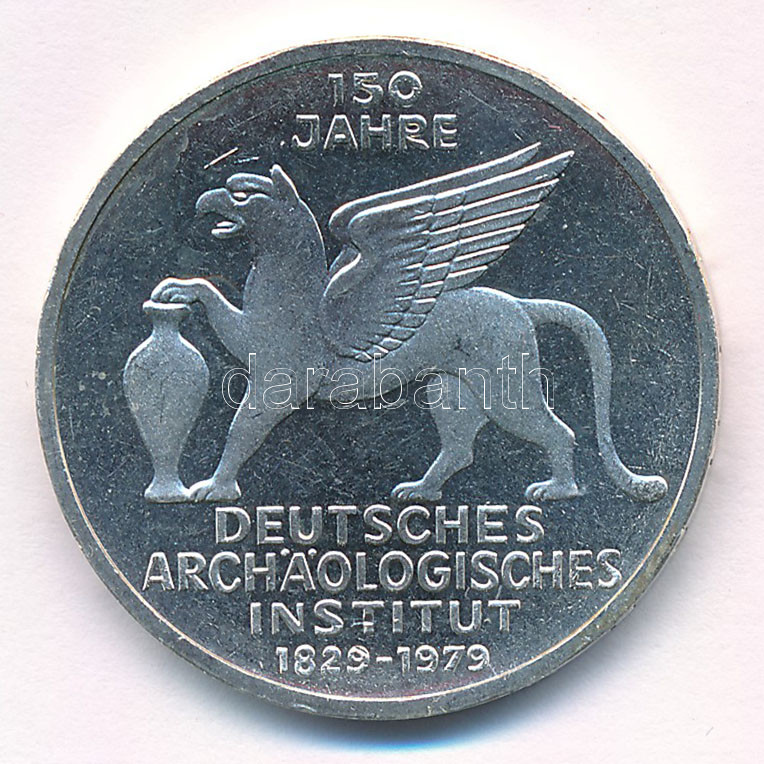 150
JAHRE
darabanth
DEUTSCHES
ARCHÄOLOGISCHES
INSTITUT
1829-1979